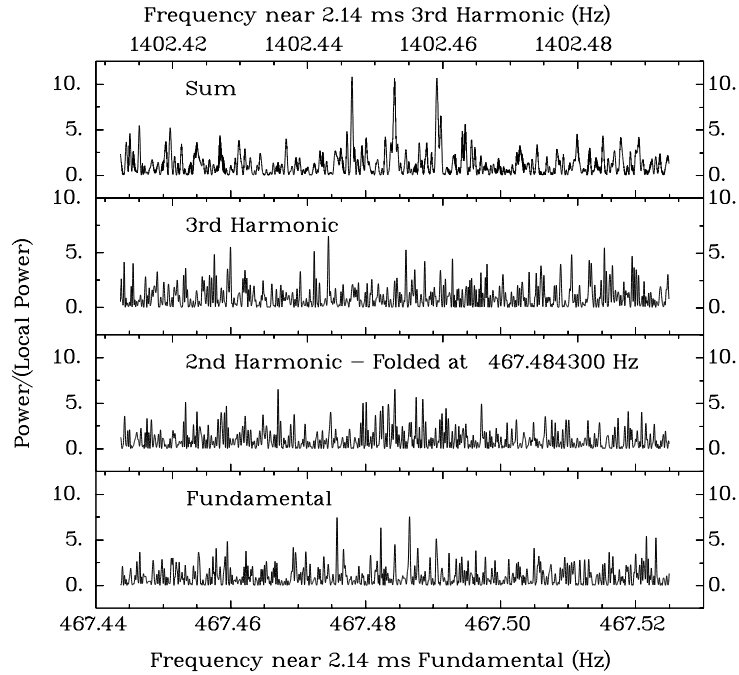 Frequency near 2.14 ms 3rd Harmonic (Hz)
1402.42 1402.44 1402.46 1402.48
Sum
10. 10.
5. 5.
0. 0.
3rd Harmonic
10. 10.
5. 5.
0. 0.
2nd Harmonic – Folded at 467.484300 Hz
10. 10.
5. 5.
0. 0.
Fundamental
10. 10.
5. 5.
0. 0.
Power/(Local Power)
467.44 467.46 467.48 467.50 467.52
Frequency near 2.14 ms Fundamental (Hz)